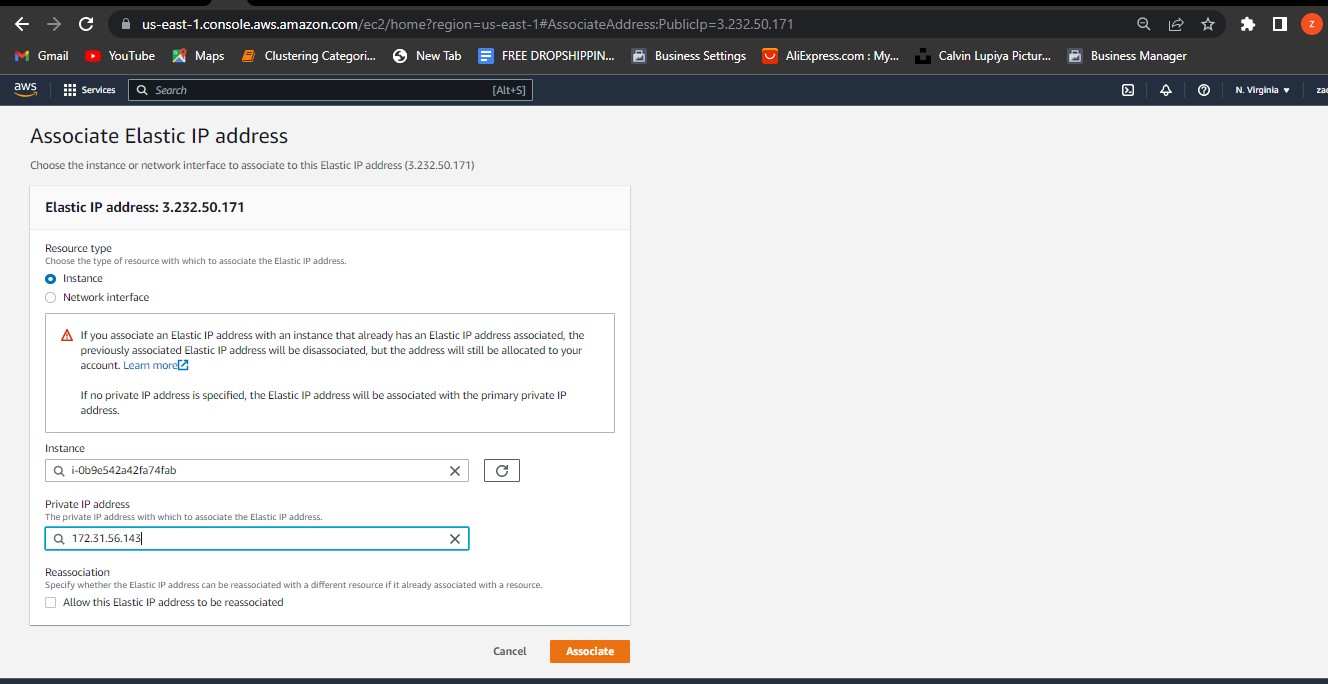 us-east-1.console.aws.amazon.com/ec2/home?region=us-east-1#AssociateAddress:PublicIp=3.232.50.171
Z
Gmail YouTube Maps Clustering Categori... New Tab FREE DROPSHIPPIN... Business Settings AliExpress.com : My... Calvin Lupiya Pictur... Business Manager
aws Services Search [Alt+S] N. Virginia ▼
Associate Elastic IP address
Choose the instance or network interface to associate to this Elastic IP address (3.232.50.171)
Elastic IP address: 3.232.50.171
Resource type
Choose the type of resource with which to associate the Elastic IP address.
Instance
Network interface
If you associate an Elastic IP address with an instance that already has an Elastic IP address associated, the
previously associated Elastic IP address will be disassociated, but the address will still be allocated to your
account. Learn more
If no private IP address is specified, the Elastic IP address will be associated with the primary private IP
address.
Instance
i-0b9e542a42fa74fab
Private IP address
The private IP address with which to associate the Elastic IP address.
172.31.56.143
Reassociation
Specify whether the Elastic IP address can be reassociated with a different resource if it already associated with a resource.
Allow this Elastic IP address to be reassociated
Cancel Associate